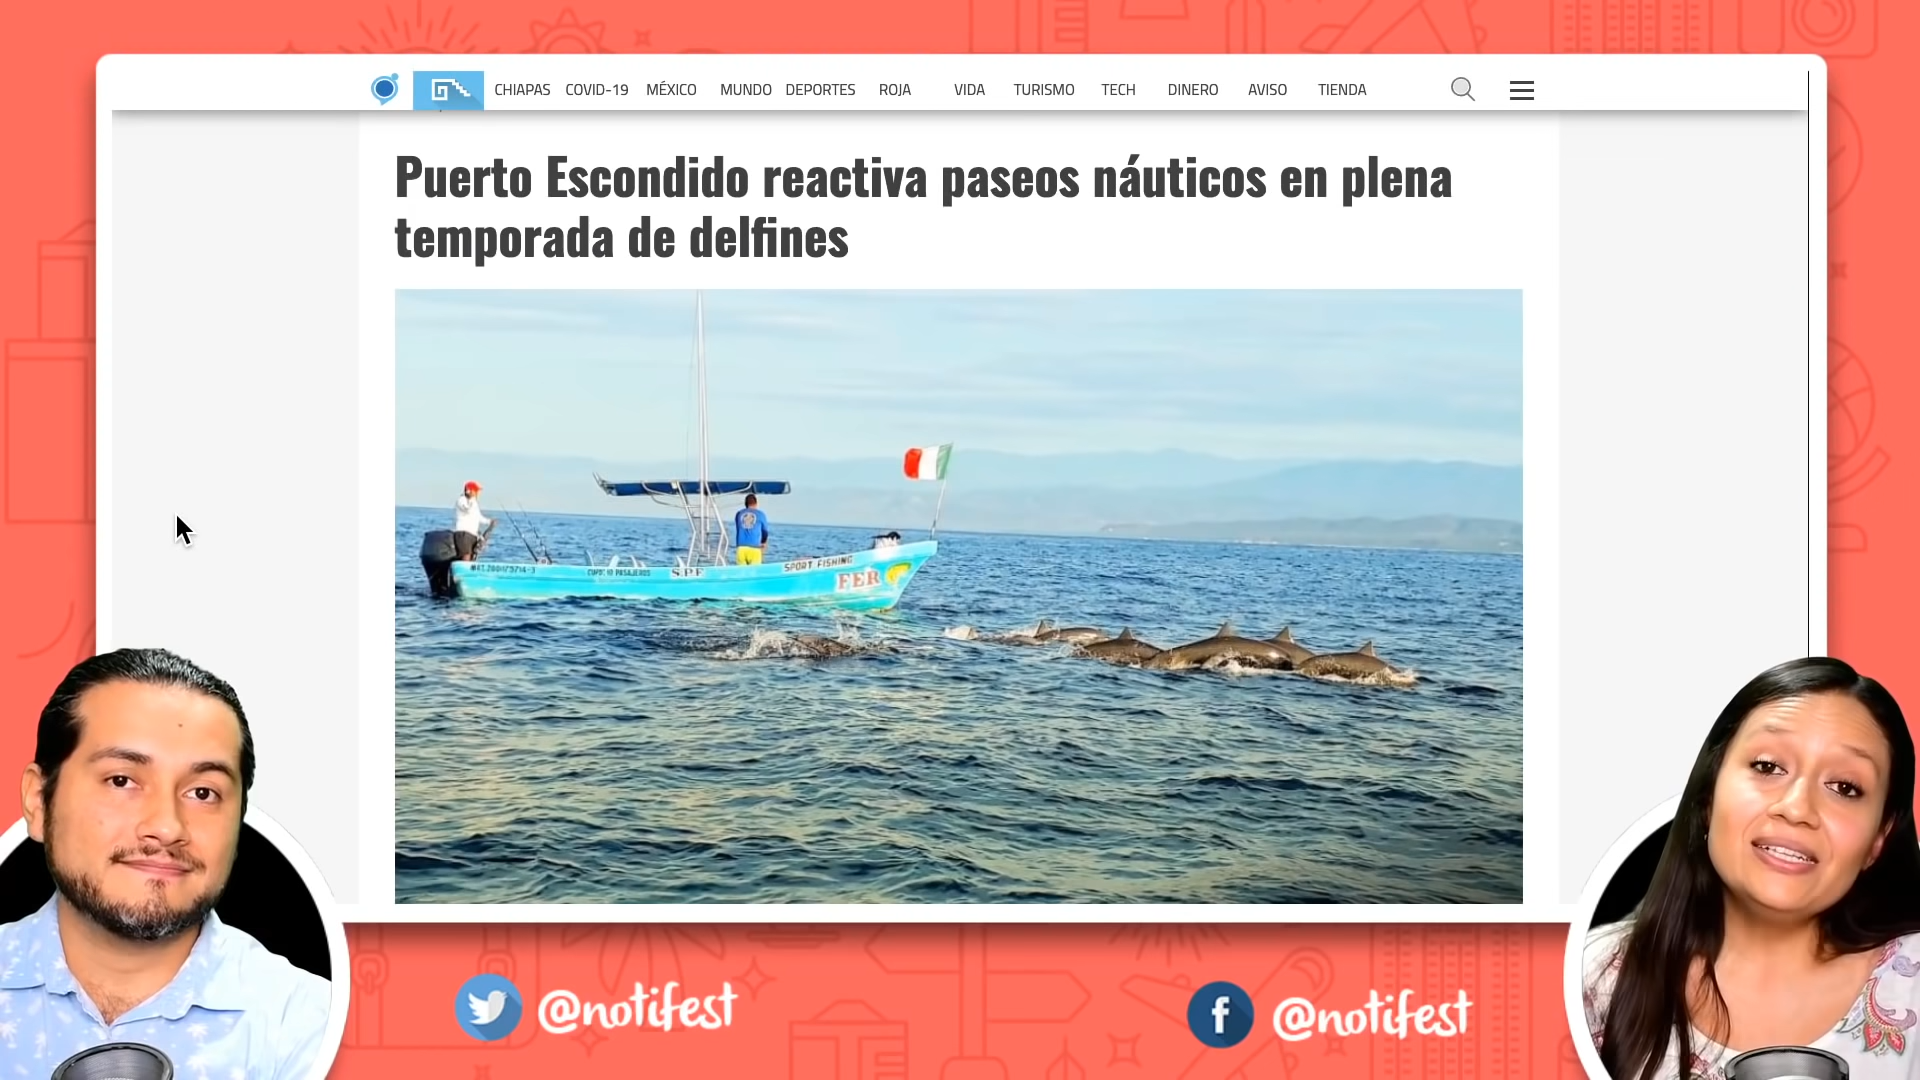 CHIAPAS COVID-19 MÉXICO MUNDO DEPORTES ROJA VIDA TURISMO TECH DINERO AVISO TIENDA
Puerto Escondido reactiva paseos náuticos en plena
temporada de delfines
SPORT FISHING
S.P.F
FER
@notifest
@notifest